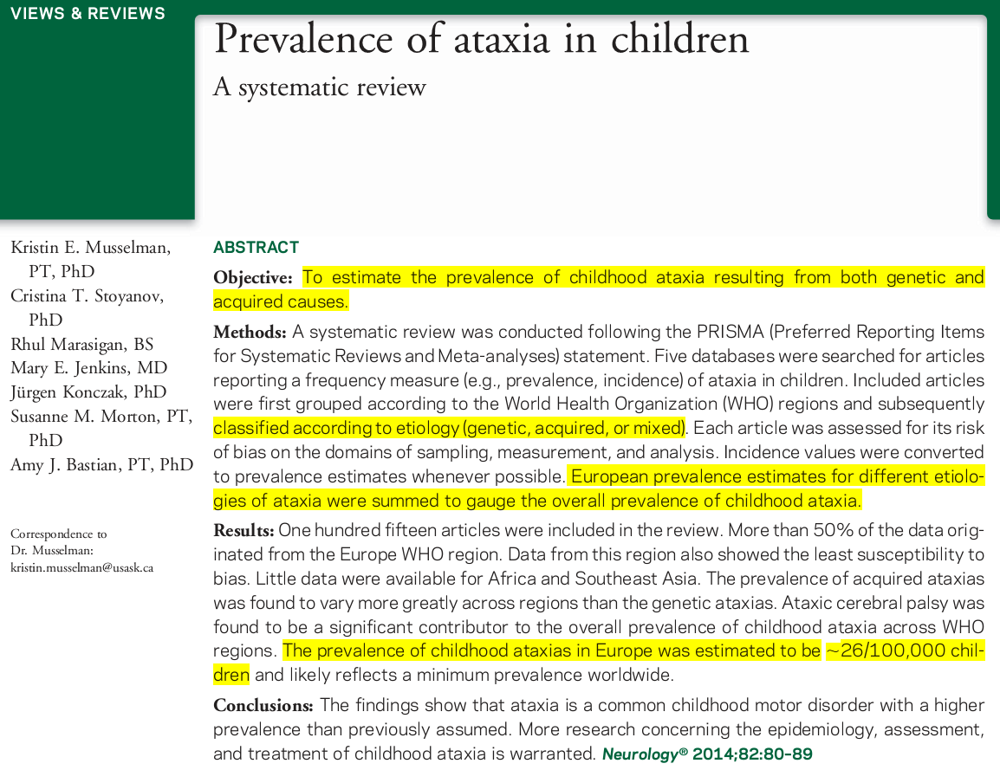 VIEWS & REVIEWS
Prevalence of ataxia in children
A systematic review
Kristin E. Musselman,
PT, PhD
Cristina T. Stoyanov,
PhD
Rhul Marasigan, BS
Mary E. Jenkins, MD
Jürgen Konczak, PhD
Susanne M. Morton, PT,
PhD
Amy J. Bastian, PT, PhD
Correspondence to
Dr. Musselman:
kristin.musselman@usask.ca
ABSTRACT
Objective: To estimate the prevalence of childhood ataxia resulting from both genetic and
acquired causes.
Methods: A systematic review was conducted following the PRISMA (Preferred Reporting Items
for Systematic Reviews and Meta-analyses) statement. Five databases were searched for articles
reporting a frequency measure (e.g., prevalence, incidence) of ataxia in children. Included articles
were first grouped according to the World Health Organization (WHO) regions and subsequently
classified according to etiology (genetic, acquired, or mixed). Each article was assessed for its risk
of bias on the domains of sampling, measurement, and analysis. Incidence values were converted
to prevalence estimates whenever possible. European prevalence estimates for different etiolo-
gies of ataxia were summed to gauge the overall prevalence of childhood ataxia.
Results: One hundred fifteen articles were included in the review. More than 50% of the data orig-
inated from the Europe WHO region. Data from this region also showed the least susceptibility to
bias. Little data were available for Africa and Southeast Asia. The prevalence of acquired ataxias
was found to vary more greatly across regions than the genetic ataxias. Ataxic cerebral palsy was
found to be a significant contributor to the overall prevalence of childhood ataxia across WHO
regions. The prevalence of childhood ataxias in Europe was estimated to be ~26/100,000 chil-
dren and likely reflects a minimum prevalence worldwide.
Conclusions: The findings show that ataxia is a common childhood motor disorder with a higher
prevalence than previously assumed. More research concerning the epidemiology, assessment,
and treatment of childhood ataxia is warranted. Neurology® 2014;82:80–89